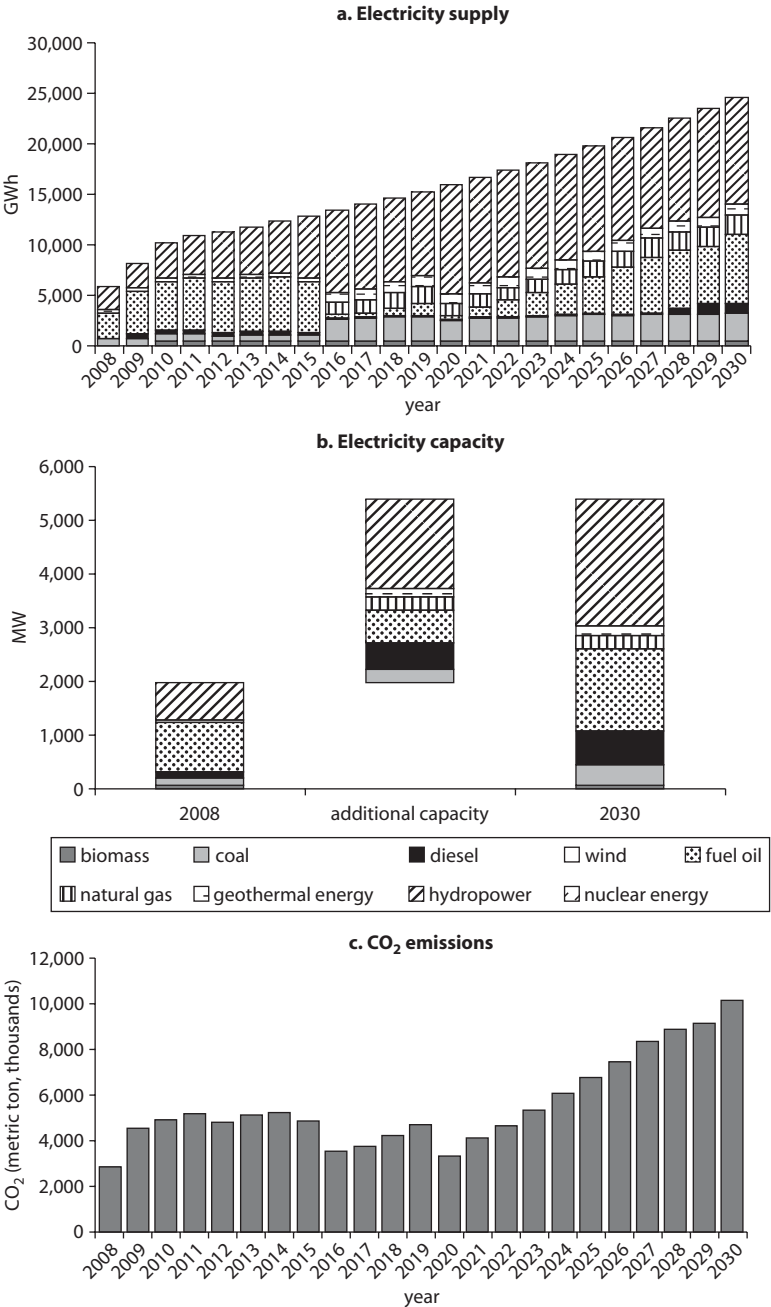 a. Electricity supply
30,000
25,000
20,000
15,000
10,000
5,000
0
GWh
2008 2009 2010 2011 2012 2013 2014 2015 2016 2017 2018 2019 2020 2021 2022 2023 2024 2025 2026 2027 2028 2029 2030
year
b. Electricity capacity
6,000
5,000
4,000
3,000
2,000
1,000
0
MW
2008 additional capacity 2030
biomass coal diesel wind fuel oil
natural gas geothermal energy hydropower nuclear energy
c. CO₂ emissions
12,000
10,000
8,000
6,000
4,000
2,000
0
CO₂ (metric ton, thousands)
2008 2009 2010 2011 2012 2013 2014 2015 2016 2017 2018 2019 2020 2021 2022 2023 2024 2025 2026 2027 2028 2029 2030
year